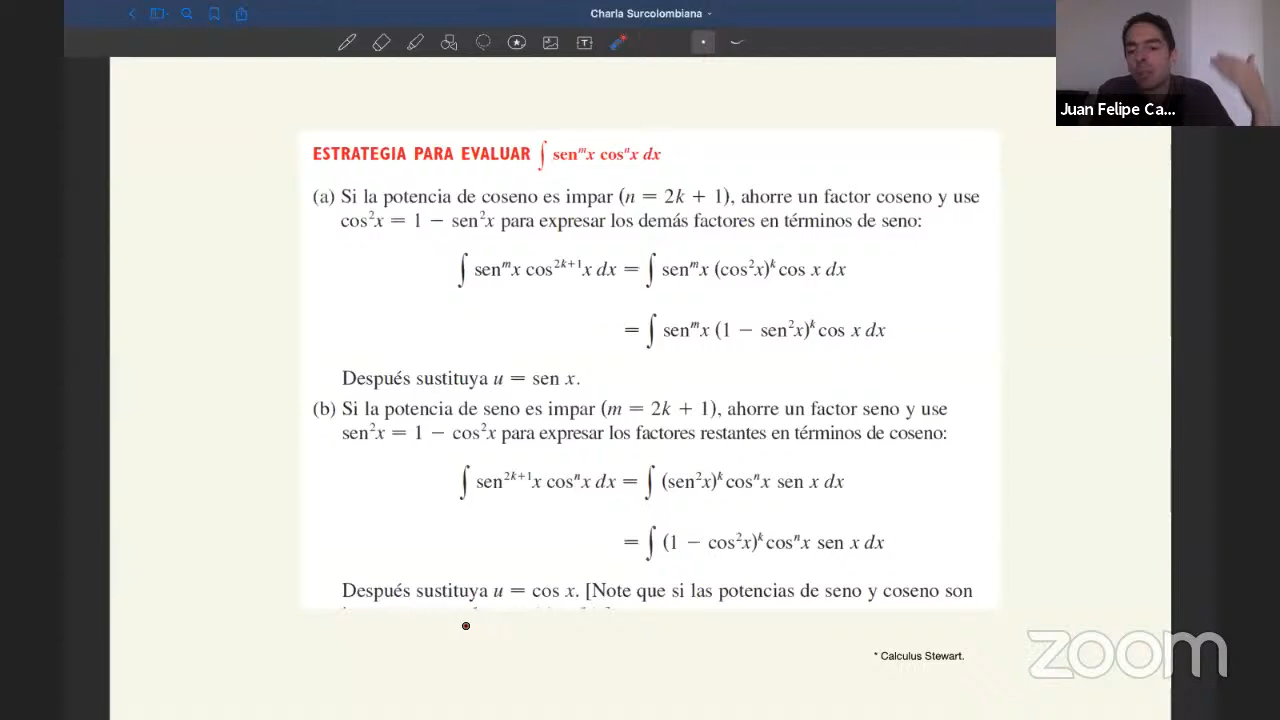 Charla Surcolombiana
Juan Felipe Ca...
ESTRATEGIA PARA EVALUAR ∫ senᵐx cosⁿx dx
(a) Si la potencia de coseno es impar (n = 2k + 1), ahorre un factor coseno y use
cos²x = 1 − sen²x para expresar los demás factores en términos de seno:
∫ senᵐx cos²ᵏ⁺¹x dx = ∫ senᵐx (cos²x)ᵏ cos x dx
= ∫ senᵐx (1 − sen²x)ᵏ cos x dx
Después sustituya u = sen x.
(b) Si la potencia de seno es impar (m = 2k + 1), ahorre un factor seno y use
sen²x = 1 − cos²x para expresar los factores restantes en términos de coseno:
∫ sen²ᵏ⁺¹x cosⁿx dx = ∫ (sen²x)ᵏ cosⁿx sen x dx
= ∫ (1 − cos²x)ᵏ cosⁿx sen x dx
Después sustituya u = cos x. [Note que si las potencias de seno y coseno son
* Calculus Stewart.
zoom